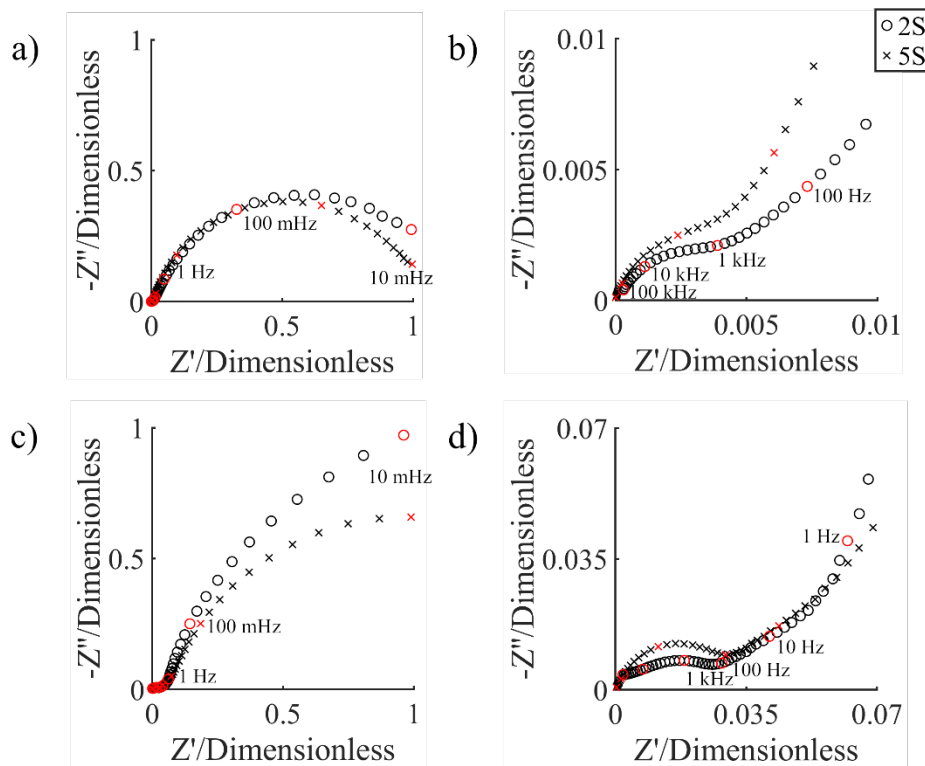 a)
1
0.5
0
-Z"/Dimensionless
1 Hz
100 mHz
10 mHz
0
0.5
1
Z'/Dimensionless
b)
○ 2S
× 5S
0.01
0.005
0
-Z"/Dimensionless
100 Hz
1 kHz
10 kHz
100 kHz
0
0.005
0.01
Z'/Dimensionless
c)
1
0.5
0
-Z"/Dimensionless
10 mHz
100 mHz
1 Hz
0
0.5
1
Z'/Dimensionless
d)
0.07
0.035
0
-Z"/Dimensionless
1 Hz
10 Hz
100 Hz
1 kHz
0
0.035
0.07
Z'/Dimensionless